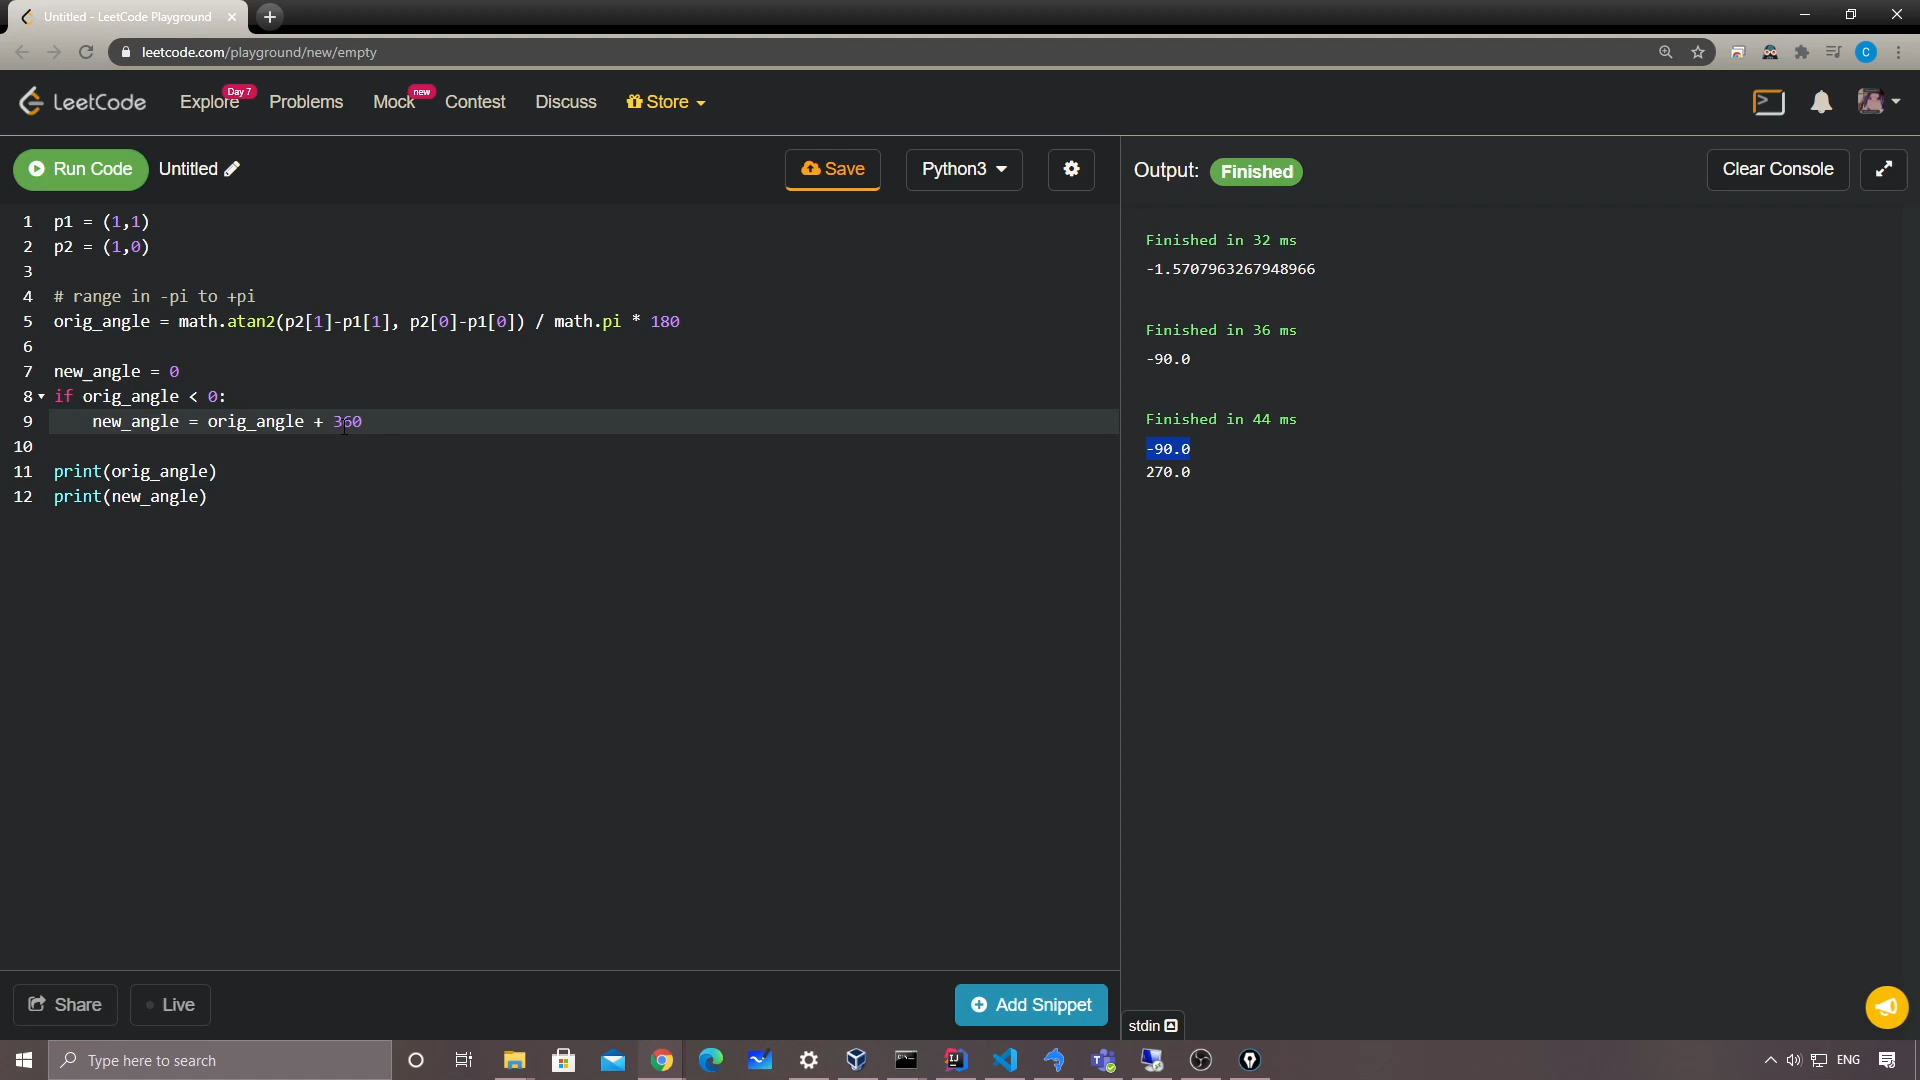 Untitled - LeetCode Playground
leetcode.com/playground/new/empty
C
LeetCode Explore Day 7 Problems Mock new Contest Discuss Store
Run Code Untitled Save Python3 Output: Finished Clear Console
1 p1 = (1,1)
2 p2 = (1,0)
3
4 # range in -pi to +pi
5 orig_angle = math.atan2(p2[1]-p1[1], p2[0]-p1[0]) / math.pi * 180
6
7 new_angle = 0
8 if orig_angle < 0:
9 new_angle = orig_angle + 360
10
11 print(orig_angle)
12 print(new_angle)
Finished in 32 ms
-1.5707963267948966
Finished in 36 ms
-90.0
Finished in 44 ms
-90.0
270.0
Share Live Add Snippet
stdin
Type here to search
ENG